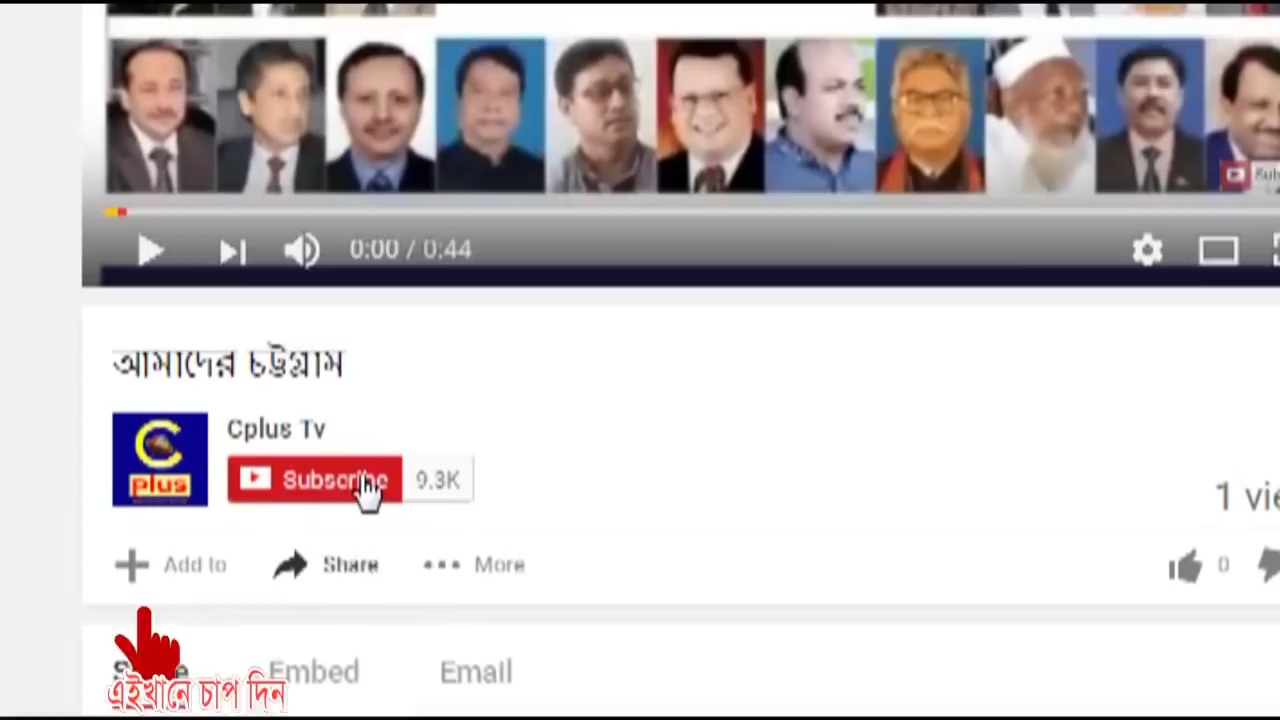 0:00 / 0:44
আমাদের চট্টগ্রাম
C
plus
Cplus Tv
Subscribe 9.3K
1
Add to Share More
0
Embed Email
এইখানে চাপ দিন